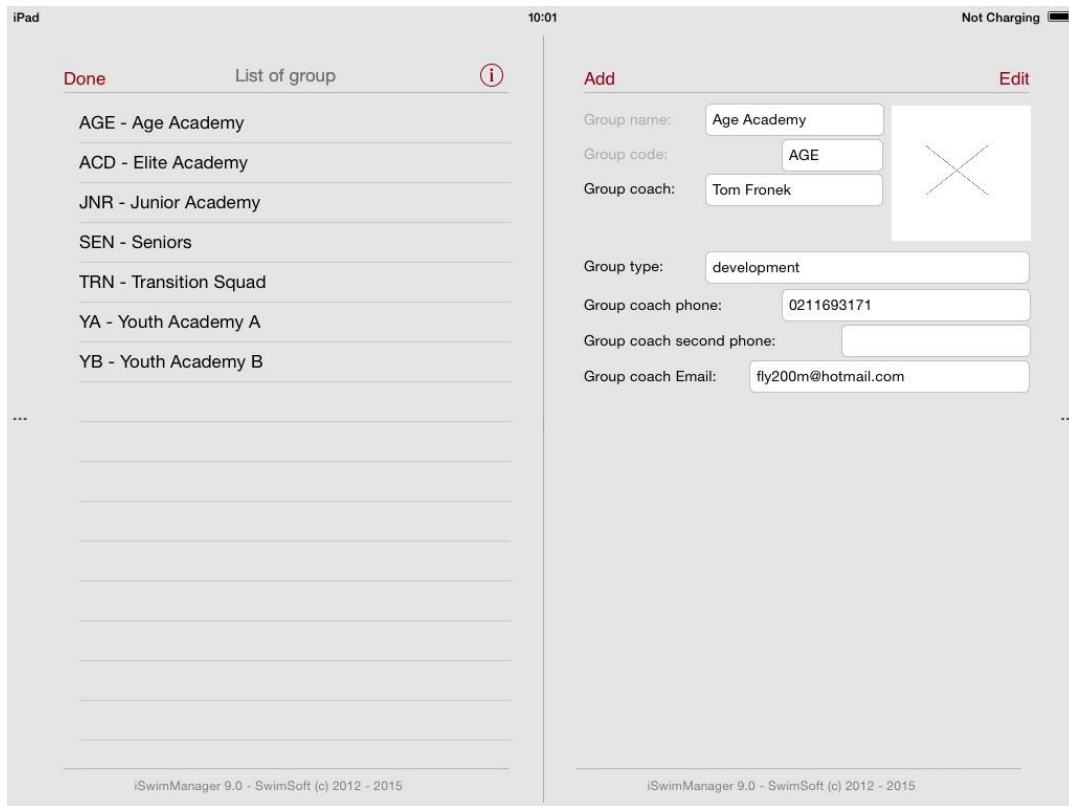 iPad 10:01 Not Charging
Done List of group i
AGE - Age Academy
ACD - Elite Academy
JNR - Junior Academy
SEN - Seniors
TRN - Transition Squad
YA - Youth Academy A
YB - Youth Academy B
...
iSwimManager 9.0 - SwimSoft (c) 2012 - 2015
Add Edit
Group name: Age Academy
Group code: AGE
Group coach: Tom Fronek
Group type: development
Group coach phone: 0211693171
Group coach second phone:
Group coach Email: fly200m@hotmail.com
iSwimManager 9.0 - SwimSoft (c) 2012 - 2015